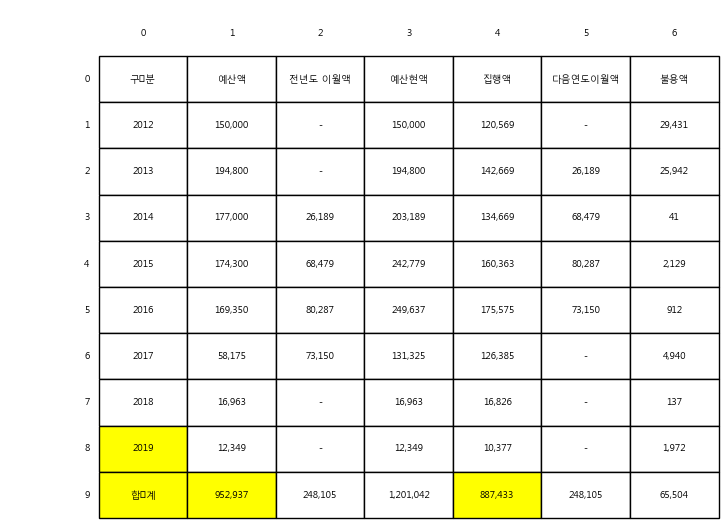 0 1 2 3 4 5 6
0 구□분 예산액 전년도 이월액 예산현액 집행액 다음연도이월액 불용액
1 2012 150,000 - 150,000 120,569 - 29,431
2 2013 194,800 - 194,800 142,669 26,189 25,942
3 2014 177,000 26,189 203,189 134,669 68,479 41
4 2015 174,300 68,479 242,779 160,363 80,287 2,129
5 2016 169,350 80,287 249,637 175,575 73,150 912
6 2017 58,175 73,150 131,325 126,385 - 4,940
7 2018 16,963 - 16,963 16,826 - 137
8 2019 12,349 - 12,349 10,377 - 1,972
9 합□계 952,937 248,105 1,201,042 887,433 248,105 65,504